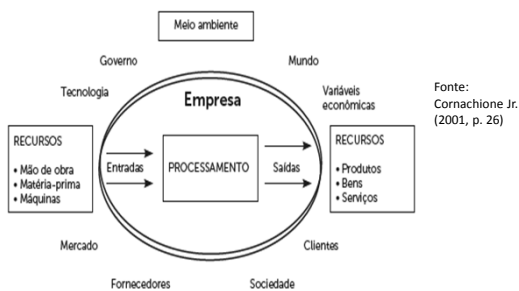 Meio ambiente
Governo
Mundo
Tecnologia
Empresa
Variáveis
econômicas
Fonte:
Cornachione Jr.
(2001, p. 26)
RECURSOS
• Mão de obra
• Matéria-prima
• Máquinas
Entradas
PROCESSAMENTO
Saídas
RECURSOS
• Produtos
• Bens
• Serviços
Mercado
Clientes
Fornecedores
Sociedade